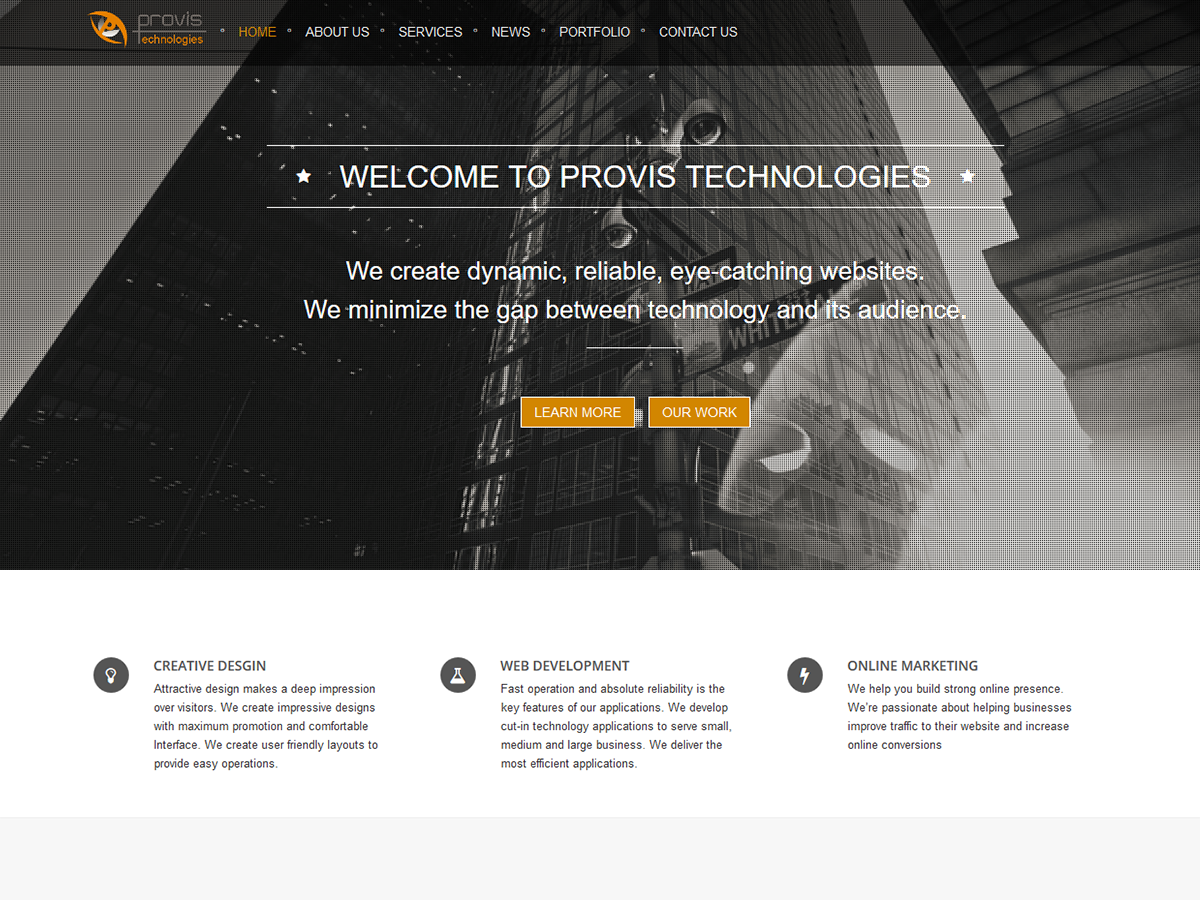 provis
Technologies
HOME
ABOUT US
SERVICES
NEWS
PORTFOLIO
CONTACT US
WELCOME TO PROVIS TECHNOLOGIES
We create dynamic, reliable, eye-catching websites.
We minimize the gap between technology and its audience.
LEARN MORE
OUR WORK
CREATIVE DESGIN
Attractive design makes a deep impression
over visitors. We create impressive designs
with maximum promotion and comfortable
Interface. We create user friendly layouts to
provide easy operations.
WEB DEVELOPMENT
Fast operation and absolute reliability is the
key features of our applications. We develop
cut-in technology applications to serve small,
medium and large business. We deliver the
most efficient applications.
ONLINE MARKETING
We help you build strong online presence.
We're passionate about helping businesses
improve traffic to their website and increase
online conversions